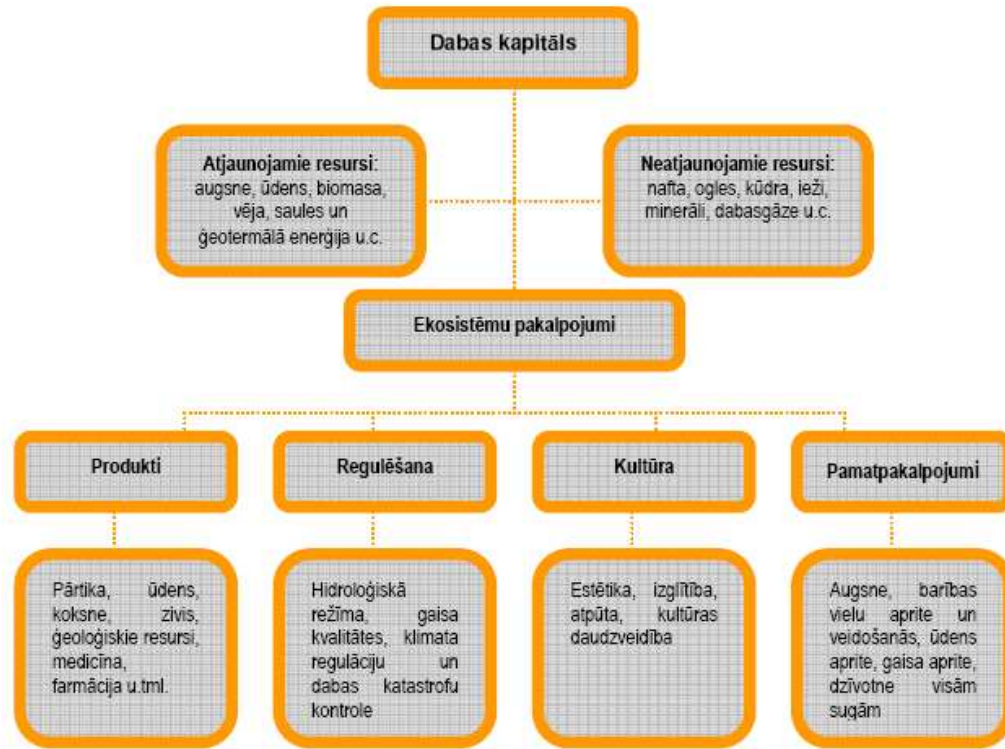 Dabas kapitāls
Atjaunojamie resursi:
augsne, ūdens, biomasa,
vēja, saules un
ģeotermālā enerģija u.c.
Neatjaunojamie resursi:
nafta, ogles, kūdra, ieži,
minerāli, dabasgāze u.c.
Ekosistēmu pakalpojumi
Produkti
Regulēšana
Kultūra
Pamatpakalpojumi
Pārtika, ūdens,
koksne, zivis,
ģeoloģiskie resursi,
medicīna,
farmācija u.tml.
Hidroloģiskā
režīma, gaisa
kvalitātes, klimata
regulāciju un
dabas katastrofu
kontrole
Estētika, izglītība,
atpūta, kultūras
daudzveidība
Augsne, barības
vielu aprite un
veidošanās, ūdens
aprite, gaisa aprite,
dzīvotne visām
sugām